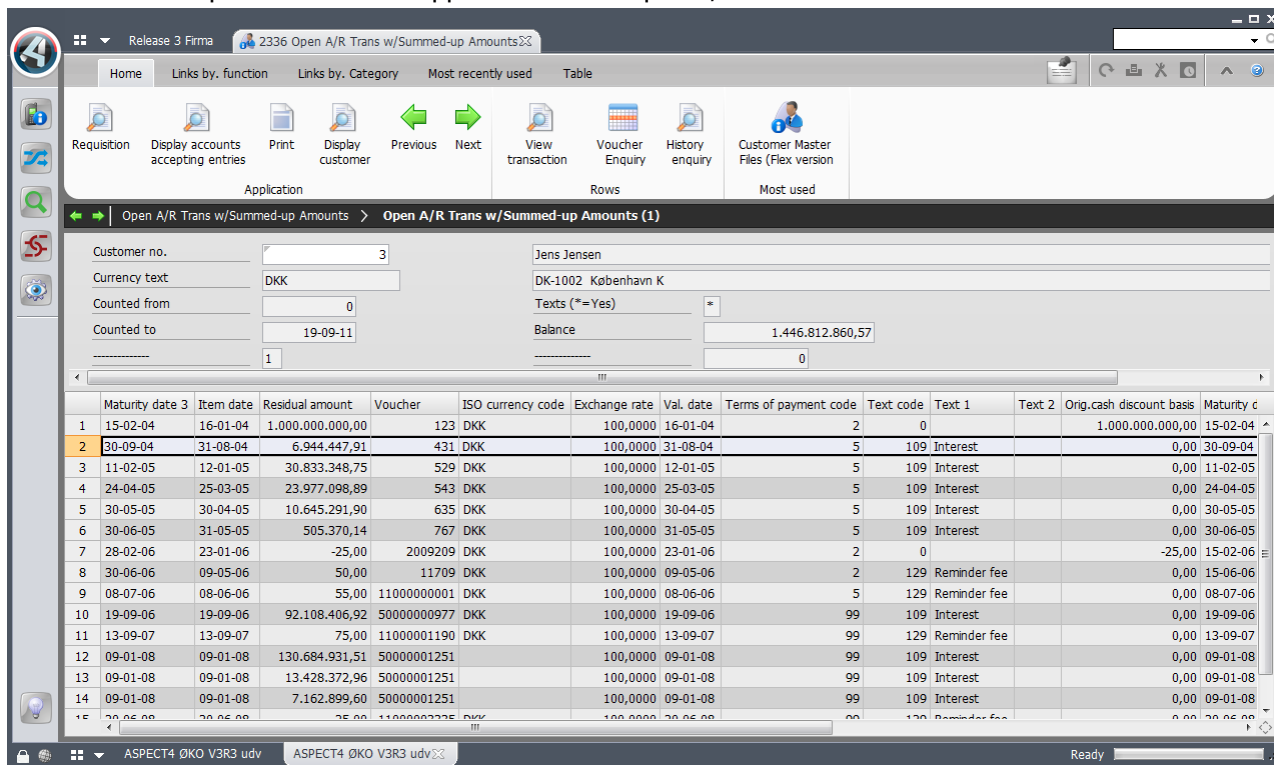 Release 3 Firma 2336 Open A/R Trans w/Summed-up Amounts
Home Links by. function Links by. Category Most recently used Table
Requisition Display accounts accepting entries Print Display customer Previous Next View transaction Voucher Enquiry History enquiry Customer Master Files (Flex version
Application Rows Most used
Open A/R Trans w/Summed-up Amounts > Open A/R Trans w/Summed-up Amounts (1)
Customer no. 3 Jens Jensen
Currency text DKK DK-1002 København K
Counted from 0 Texts (*=Yes) *
Counted to 19-09-11 Balance 1.446.812.860,57
-------------- 1 -------------- 0
Maturity date 3 Item date Residual amount Voucher ISO currency code Exchange rate Val. date Terms of payment code Text code Text 1 Text 2 Orig.cash discount basis Maturity d
1 15-02-04 16-01-04 1.000.000.000,00 123 DKK 100,0000 16-01-04 2 0 1.000.000.000,00 15-02-04
2 30-09-04 31-08-04 6.944.447,91 431 DKK 100,0000 31-08-04 5 109 Interest 0,00 30-09-04
3 11-02-05 12-01-05 30.833.348,75 529 DKK 100,0000 12-01-05 5 109 Interest 0,00 11-02-05
4 24-04-05 25-03-05 23.977.098,89 543 DKK 100,0000 25-03-05 5 109 Interest 0,00 24-04-05
5 30-05-05 30-04-05 10.645.291,90 635 DKK 100,0000 30-04-05 5 109 Interest 0,00 30-05-05
6 30-06-05 31-05-05 505.370,14 767 DKK 100,0000 31-05-05 5 109 Interest 0,00 30-06-05
7 28-02-06 23-01-06 -25,00 2009209 DKK 100,0000 23-01-06 2 0 -25,00 15-02-06
8 30-06-06 09-05-06 50,00 11709 DKK 100,0000 09-05-06 2 129 Reminder fee 0,00 15-06-06
9 08-07-06 08-06-06 55,00 11000000001 DKK 100,0000 08-06-06 5 129 Reminder fee 0,00 08-07-06
10 19-09-06 19-09-06 92.108.406,92 50000000977 DKK 100,0000 19-09-06 99 109 Interest 0,00 19-09-06
11 13-09-07 13-09-07 75,00 11000001190 DKK 100,0000 13-09-07 99 129 Reminder fee 0,00 13-09-07
12 09-01-08 09-01-08 130.684.931,51 50000001251 100,0000 09-01-08 99 109 Interest 0,00 09-01-08
13 09-01-08 09-01-08 13.428.372,96 50000001251 100,0000 09-01-08 99 109 Interest 0,00 09-01-08
14 09-01-08 09-01-08 7.162.899,60 50000001251 100,0000 09-01-08 99 109 Interest 0,00 09-01-08
ASPECT4 ØKO V3R3 udv ASPECT4 ØKO V3R3 udv Ready